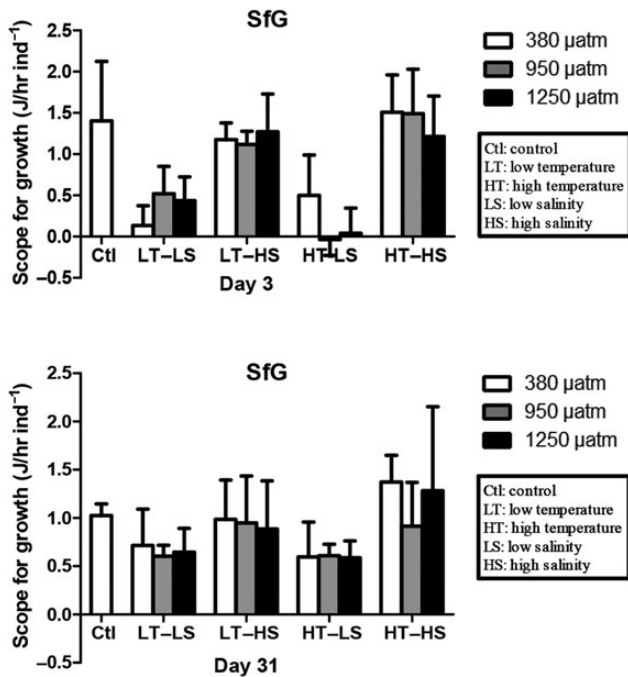 SfG
Scope for growth (J/hr ind⁻¹)
2.5
2.0
1.5
1.0
0.5
0.0
–0.5
Ctl
LT–LS
LT–HS
HT–LS
HT–HS
Day 3
380 µatm
950 µatm
1250 µatm
Ctl: control
LT: low temperature
HT: high temperature
LS: low salinity
HS: high salinity
SfG
Scope for growth (J/hr ind⁻¹)
2.5
2.0
1.5
1.0
0.5
0.0
–0.5
Ctl
LT–LS
LT–HS
HT–LS
HT–HS
Day 31
380 µatm
950 µatm
1250 µatm
Ctl: control
LT: low temperature
HT: high temperature
LS: low salinity
HS: high salinity